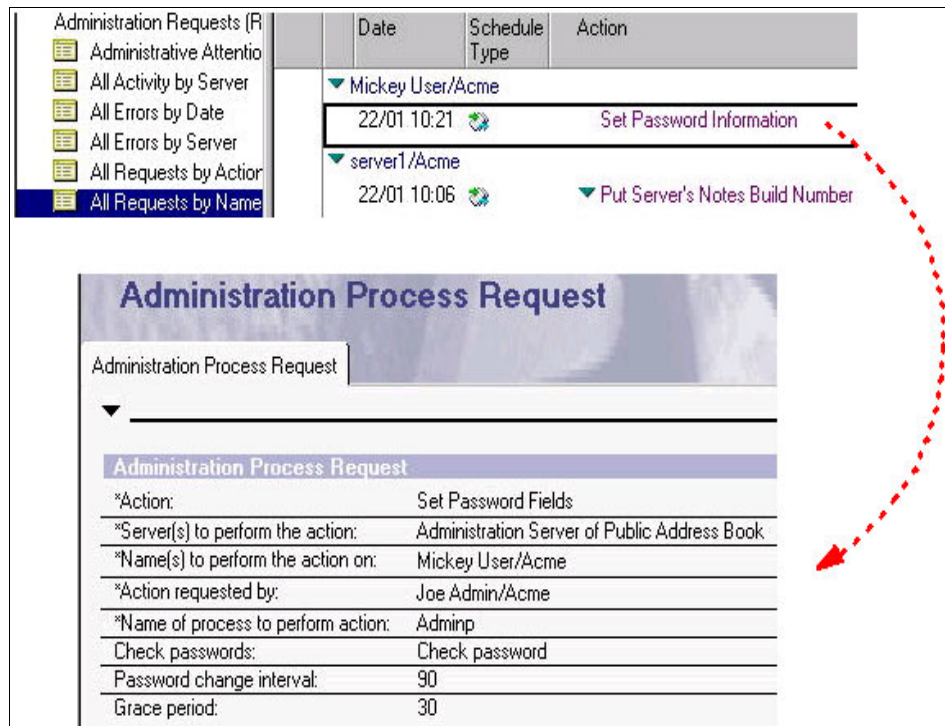 Administration Requests (R
Administrative Attentio
All Activity by Server
All Errors by Date
All Errors by Server
All Requests by Action
All Requests by Name
Date Schedule Type Action
Mickey User/Acme
22/01 10:21 Set Password Information
server1/Acme
22/01 10:06 Put Server's Notes Build Number
Administration Process Request
Administration Process Request
Administration Process Request
*Action: Set Password Fields
*Server(s) to perform the action: Administration Server of Public Address Book
*Name(s) to perform the action on: Mickey User/Acme
*Action requested by: Joe Admin/Acme
*Name of process to perform action: Adminp
Check passwords: Check password
Password change interval: 90
Grace period: 30